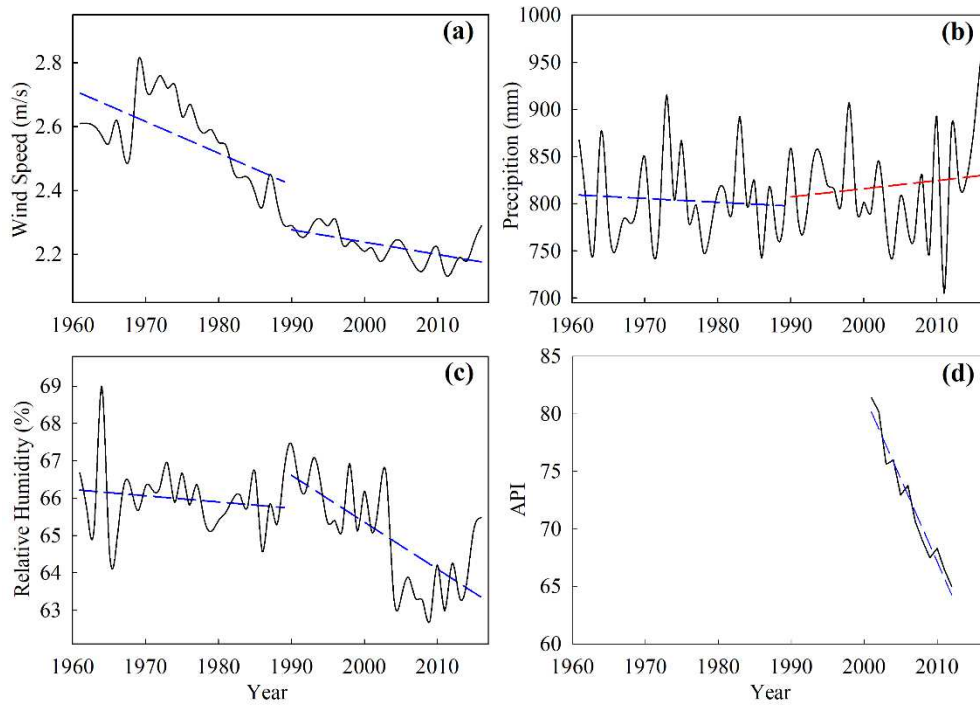 (a)
Wind Speed (m/s)
2.8
2.6
2.4
2.2
1960 1970 1980 1990 2000 2010
(b)
Precipition (mm)
1000
950
900
850
800
750
700
1960 1970 1980 1990 2000 2010
(c)
Relative Humidity (%)
69
68
67
66
65
64
63
1960 1970 1980 1990 2000 2010
Year
(d)
API
85
80
75
70
65
60
1960 1970 1980 1990 2000 2010
Year